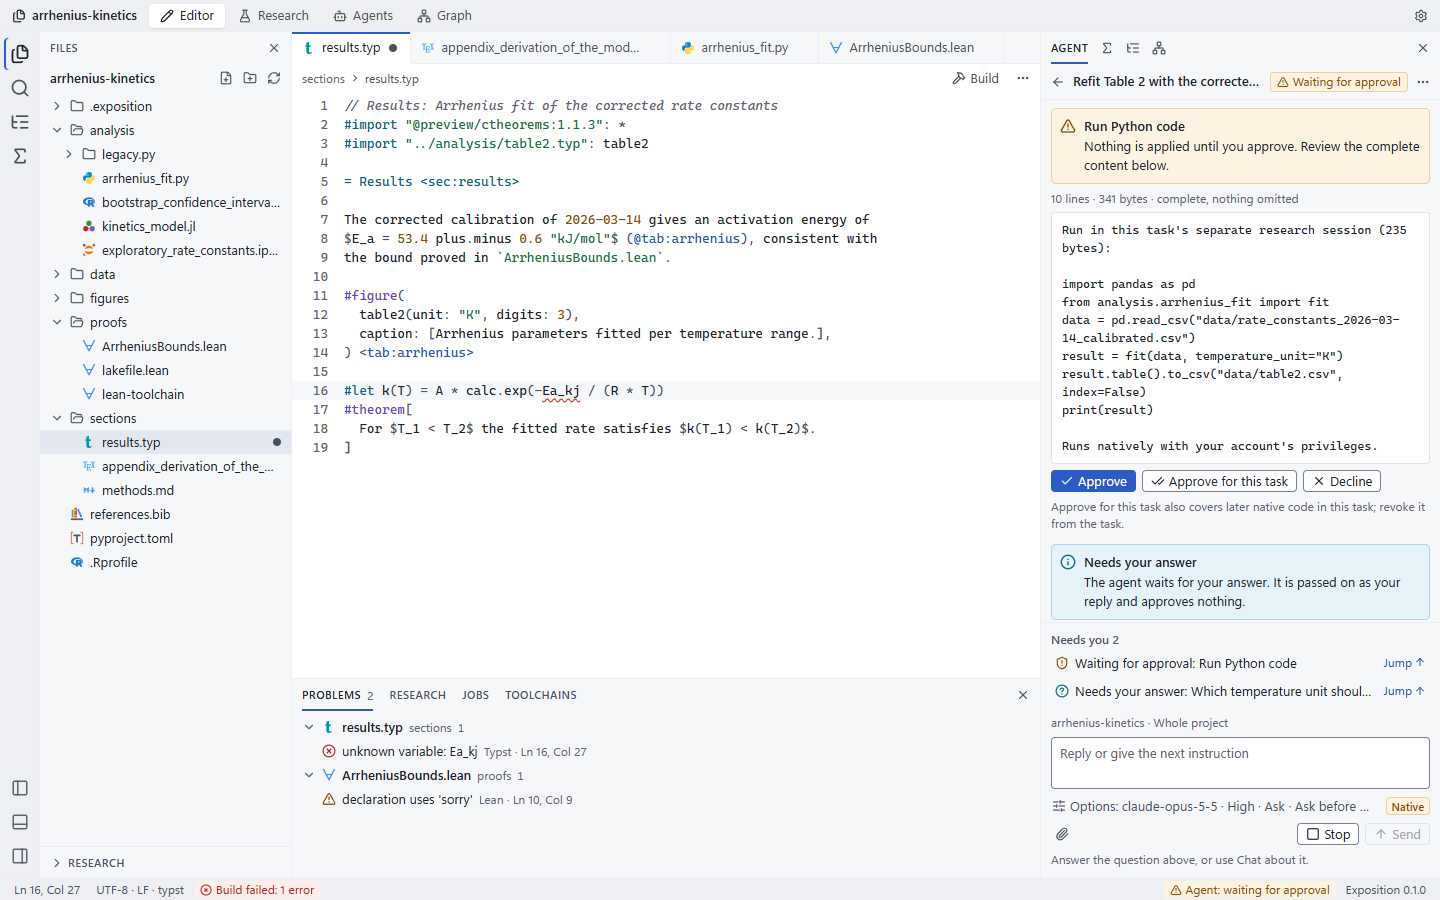 arrhenius-kinetics
Editor
Research
Agents
Graph
FILES
arrhenius-kinetics
.exposition
analysis
legacy.py
arrhenius_fit.py
bootstrap_confidence_interva...
kinetics_model.jl
exploratory_rate_constants.ip...
data
figures
proofs
ArrheniusBounds.lean
lakefile.lean
lean-toolchain
sections
results.typ
appendix_derivation_of_the_...
methods.md
references.bib
pyproject.toml
.Rprofile
RESEARCH
results.typ
appendix_derivation_of_the_mod...
arrhenius_fit.py
ArrheniusBounds.lean
sections > results.typ
Build
1 // Results: Arrhenius fit of the corrected rate constants
2 #import "@preview/ctheorems:1.1.3": *
3 #import "../analysis/table2.typ": table2
4
5 = Results <sec:results>
6
7 The corrected calibration of 2026-03-14 gives an activation energy of
8 $E_a = 53.4 plus.minus 0.6 "kJ/mol"$ (@tab:arrhenius), consistent with
9 the bound proved in `ArrheniusBounds.lean`.
10
11 #figure(
12 table2(unit: "K", digits: 3),
13 caption: [Arrhenius parameters fitted per temperature range.],
14 ) <tab:arrhenius>
15
16 #let k(T) = A * calc.exp(-Ea_kj / (R * T))
17 #theorem[
18 For $T_1 < T_2$ the fitted rate satisfies $k(T_1) < k(T_2)$.
19 ]
PROBLEMS 2
RESEARCH
JOBS
TOOLCHAINS
results.typ sections 1
unknown variable: Ea_kj Typst · Ln 16, Col 27
ArrheniusBounds.lean proofs 1
declaration uses 'sorry' Lean · Ln 10, Col 9
AGENT
Refit Table 2 with the correcte...
Waiting for approval
Run Python code
Nothing is applied until you approve. Review the complete
content below.
10 lines · 341 bytes · complete, nothing omitted
Run in this task's separate research session (235
bytes):
import pandas as pd
from analysis.arrhenius_fit import fit
data = pd.read_csv("data/rate_constants_2026-03-
14_calibrated.csv")
result = fit(data, temperature_unit="K")
result.table().to_csv("data/table2.csv",
index=False)
print(result)
Runs natively with your account's privileges.
Approve
Approve for this task
Decline
Approve for this task also covers later native code in this task; revoke it
from the task.
Needs your answer
The agent waits for your answer. It is passed on as your
reply and approves nothing.
Needs you 2
Waiting for approval: Run Python code
Jump
Needs your answer: Which temperature unit shoul...
Jump
arrhenius-kinetics · Whole project
Reply or give the next instruction
Options: claude-opus-5-5 · High · Ask · Ask before ...
Native
Stop
Send
Answer the question above, or use Chat about it.
Ln 16, Col 27
UTF-8 · LF · typst
Build failed: 1 error
Agent: waiting for approval
Exposition 0.1.0